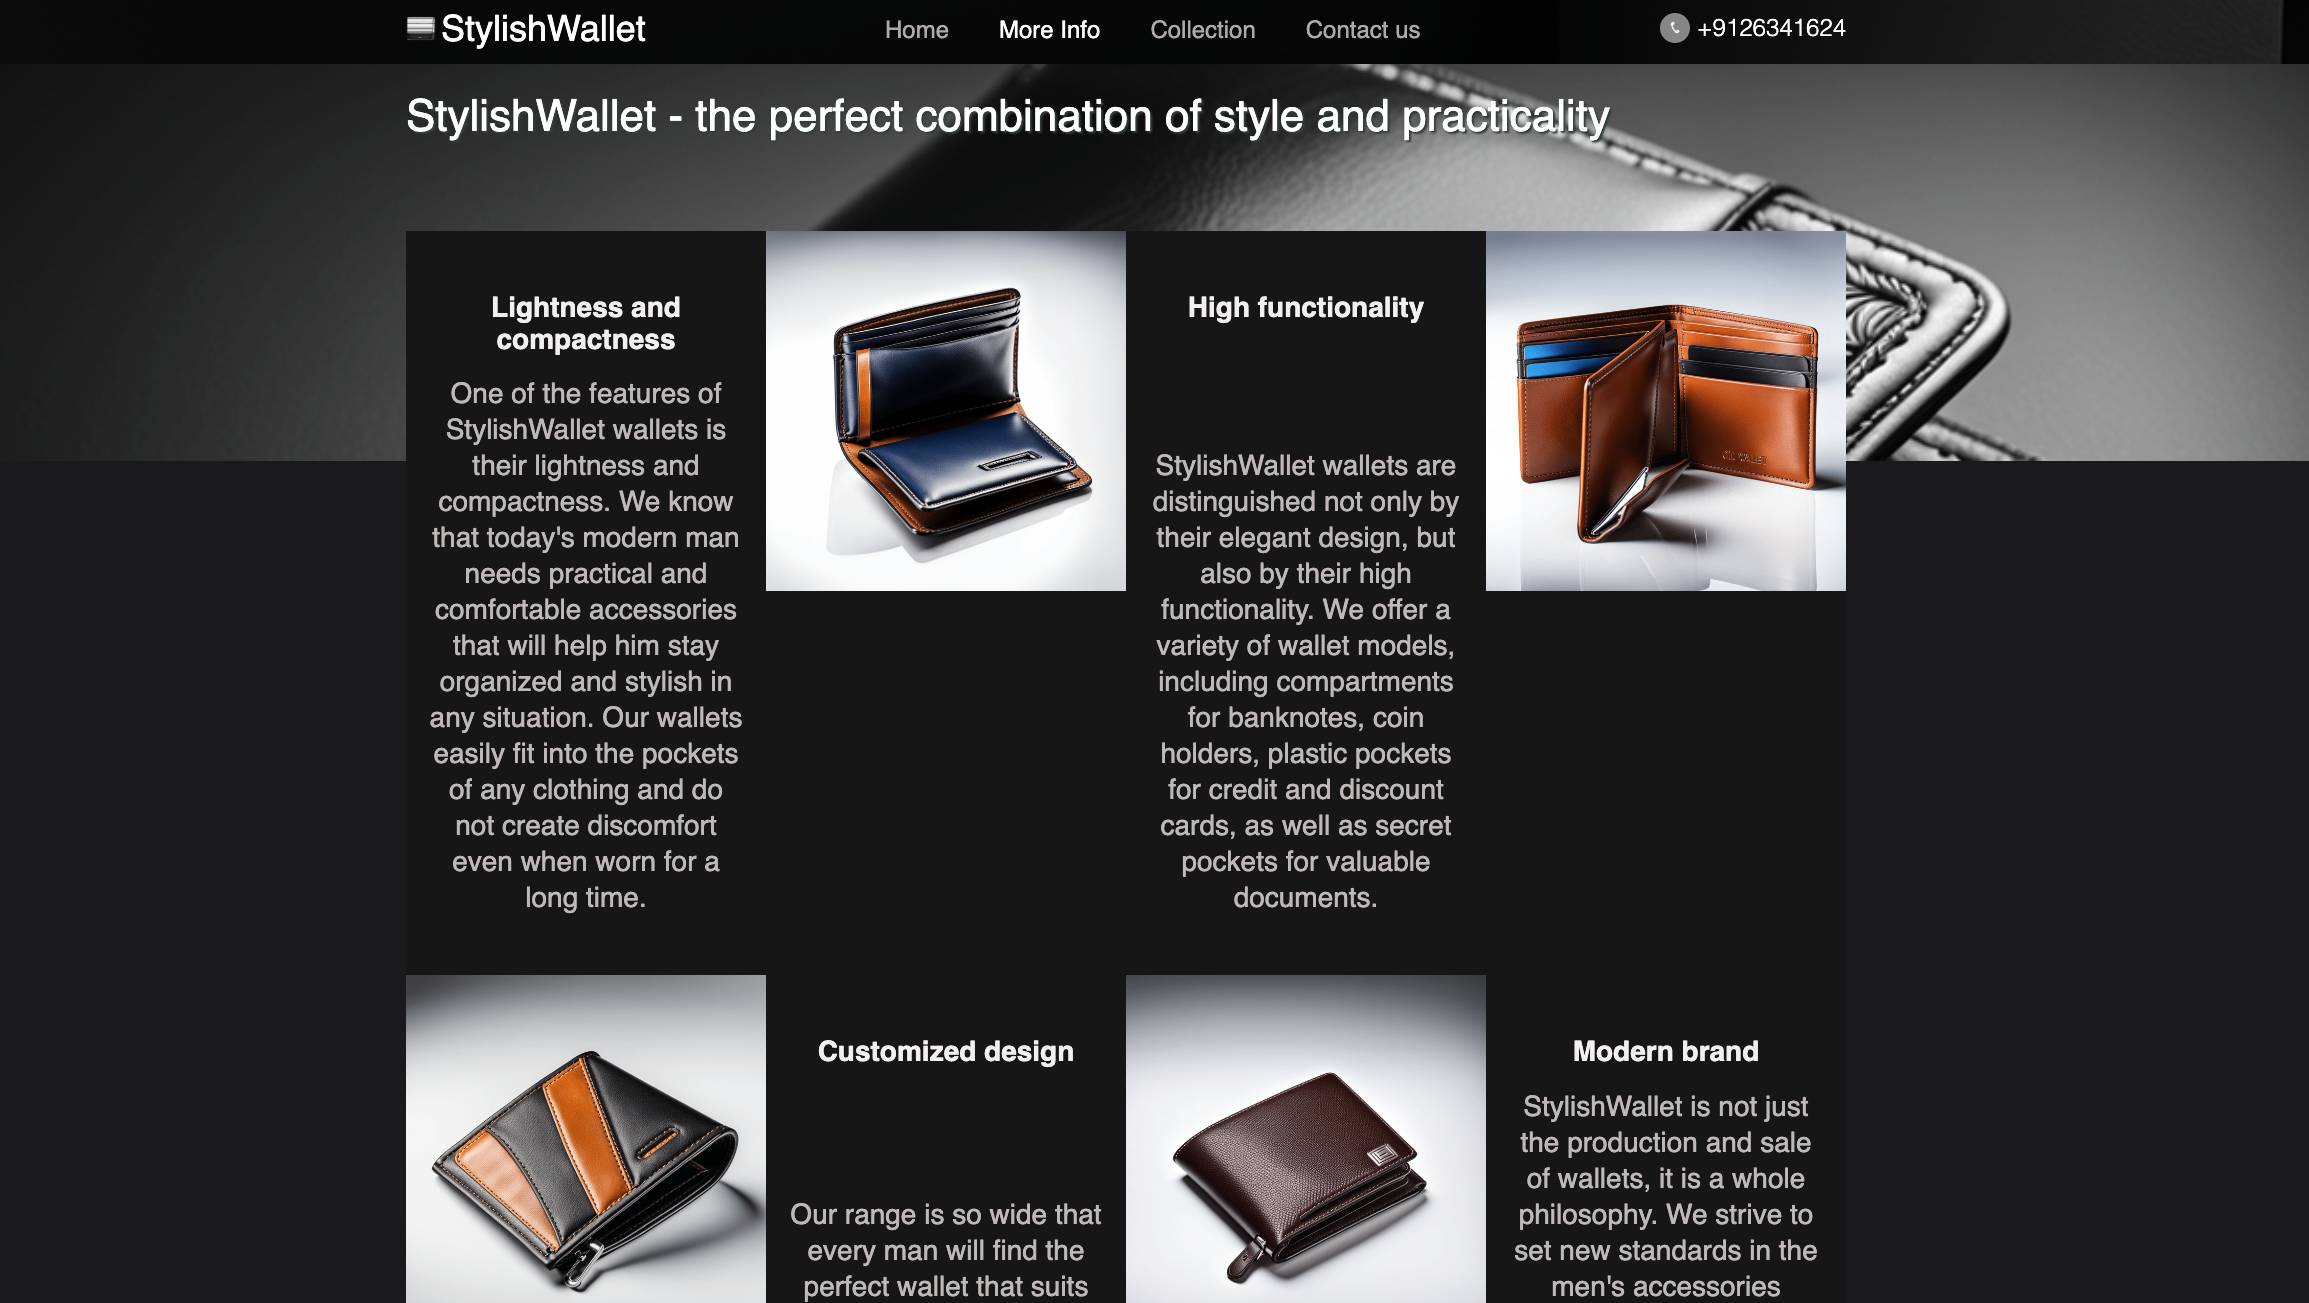 StylishWallet
Home
More Info
Collection
Contact us
+9126341624
StylishWallet - the perfect combination of style and practicality
Lightness and
compactness
One of the features of
StylishWallet wallets is
their lightness and
compactness. We know
that today's modern man
needs practical and
comfortable accessories
that will help him stay
organized and stylish in
any situation. Our wallets
easily fit into the pockets
of any clothing and do
not create discomfort
even when worn for a
long time.
High functionality
StylishWallet wallets are
distinguished not only by
their elegant design, but
also by their high
functionality. We offer a
variety of wallet models,
including compartments
for banknotes, coin
holders, plastic pockets
for credit and discount
cards, as well as secret
pockets for valuable
documents.
Customized design
Our range is so wide that
every man will find the
perfect wallet that suits
Modern brand
StylishWallet is not just
the production and sale
of wallets, it is a whole
philosophy. We strive to
set new standards in the
men's accessories